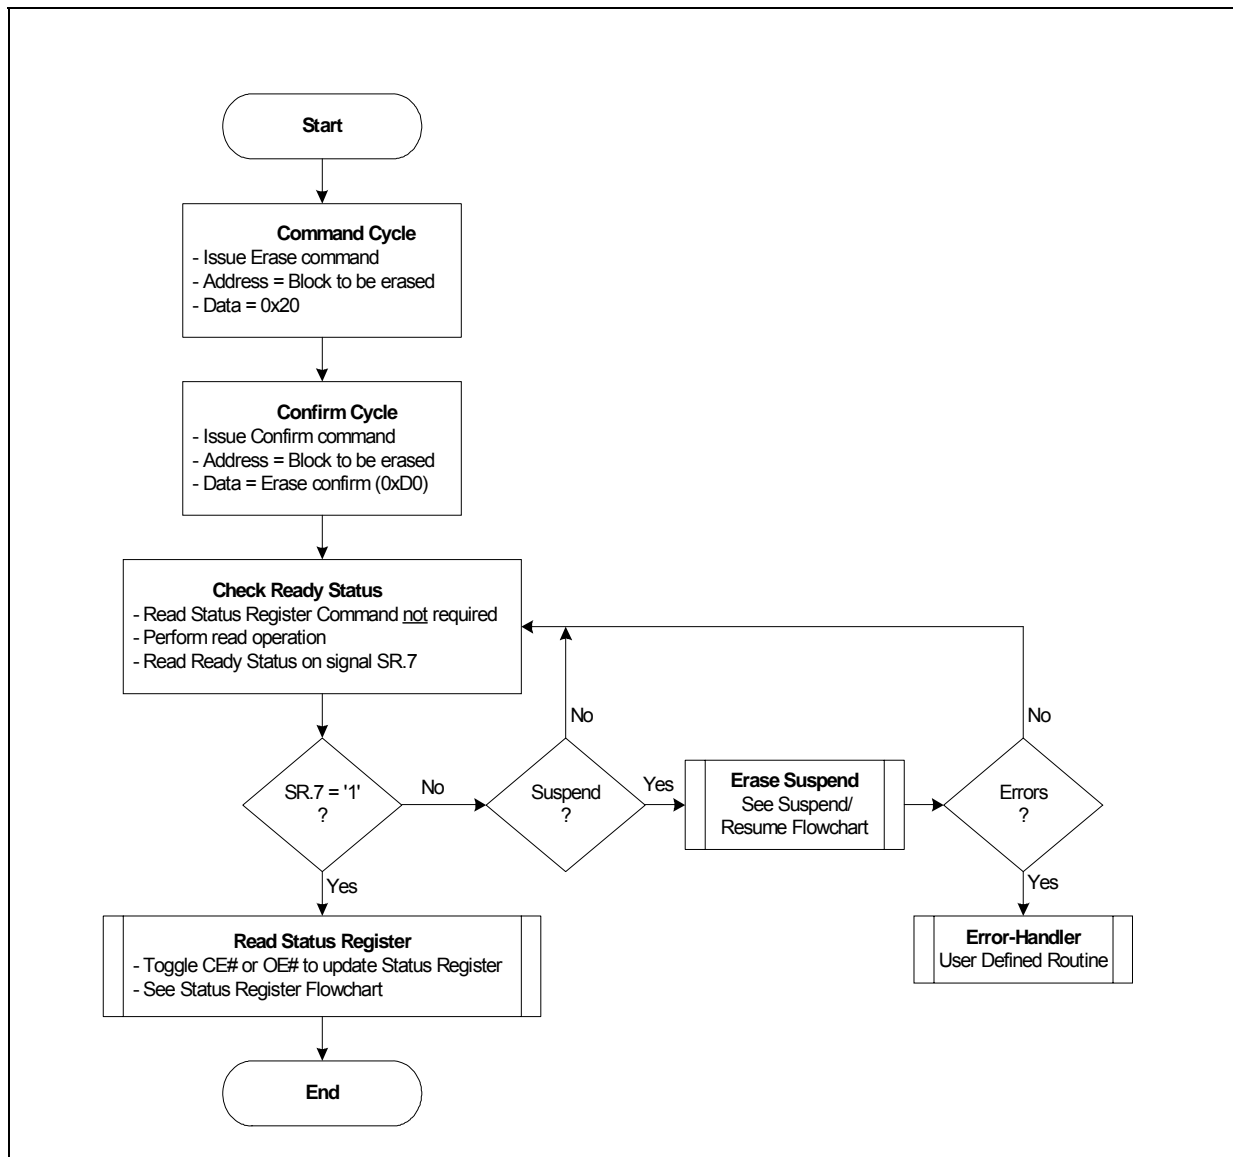 Start
Command Cycle
- Issue Erase command
- Address = Block to be erased
- Data = 0x20
Confirm Cycle
- Issue Confirm command
- Address = Block to be erased
- Data = Erase confirm (0xD0)
Check Ready Status
- Read Status Register Command not required
- Perform read operation
- Read Ready Status on signal SR.7
No
No
SR.7 = '1'
?
No
Suspend
?
Yes
Erase Suspend
See Suspend/
Resume Flowchart
Errors
?
Yes
Yes
Read Status Register
- Toggle CE# or OE# to update Status Register
- See Status Register Flowchart
Error-Handler
User Defined Routine
End